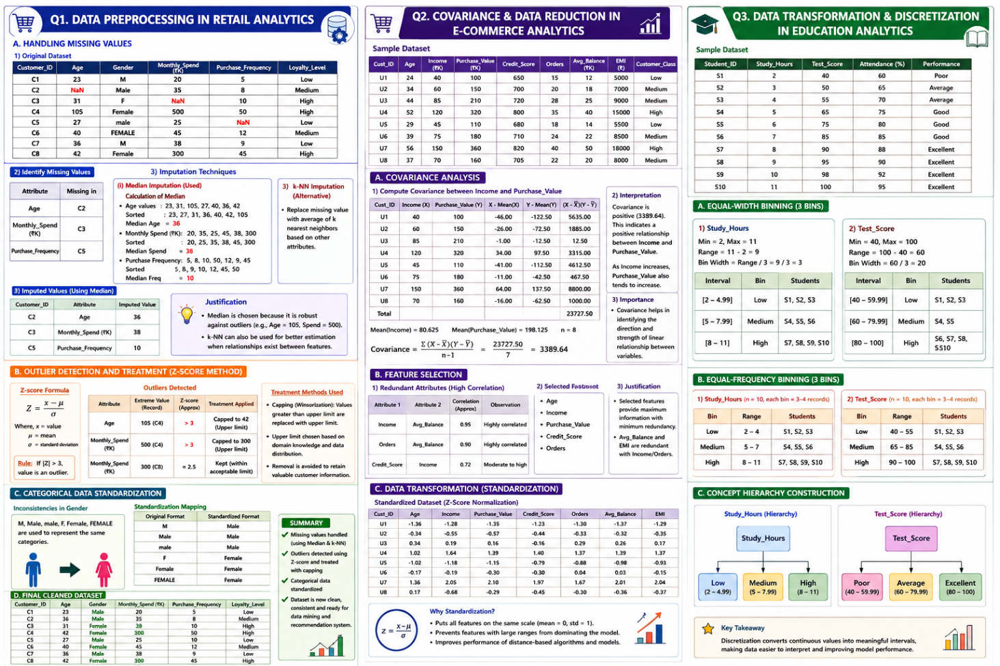 Q1. DATA PREPROCESSING IN RETAIL ANALYTICS
A. HANDLING MISSING VALUES
1) Original Dataset
Customer_ID Age Gender Monthly_Spend (₹K) Purchase_Frequency Loyalty_Level
C1 23 M 20 5 Low
C2 NaN Male 35 8 Medium
C3 31 F NaN 10 High
C4 105 Female 500 50 High
C5 27 male 25 NaN Low
C6 40 FEMALE 45 12 Medium
C7 36 M 38 9 Low
C8 42 Female 300 45 High
2) Identify Missing Values
Attribute Missing in
Age C2
Monthly_Spend (₹K) C3
Purchase_Frequency C5
3) Imputation Techniques
(i) Median Imputation (Used)
Calculation of Median
• Age values : 23, 31, 105, 27, 40, 36, 42
Sorted : 23, 27, 31, 36, 40, 42, 105
Median Age = 36
• Monthly Spend (₹K): 20, 35, 25, 45, 38, 300
Sorted : 20, 25, 35, 38, 45, 300
Median Spend = 38
• Purchase Frequency: 5, 8, 10, 50, 12, 9, 45
Sorted 5, 8, 9, 10, 12, 45, 50
Median Freq = 10
3) k-NN Imputation
(Alternative)
• Replace missing value
with average of k
nearest neighbors
based on other
attributes.
3) Imputed Values (Using Median)
Customer_ID Attribute Imputed Value
C2 Age 36
C3 Monthly_Spend (₹K) 38
C5 Purchase_Frequency 10
Justification
• Median is chosen because it is robust
against outliers (e.g., Age = 105, Spend = 500).
• k-NN can also be used for better estimation
when relationships exist between features.
B. OUTLIER DETECTION AND TREATMENT (Z-SCORE METHOD)
Z-score Formula
Z = x − μ / σ
Where, x = value
μ = mean
σ = standard deviation
Rule: If |Z| > 3,
value is an outlier.
Outliers Detected
Attribute Extreme Value (Record) Z-score (Approx) Treatment Applied
Age 105 (C4) > 3 Capped to 42 (Upper limit)
Monthly_Spend (₹K) 500 (C4) > 3 Capped to 300 (Upper limit)
Monthly_Spend (₹K) 300 (C8) ≈ 2.5 Kept (within acceptable limit)
Treatment Methods Used
• Capping (Winsorization): Values
greater than upper limit are
replaced with upper limit.
• Upper limit chosen based on
domain knowledge and data
distribution.
• Removal is avoided to retain
valuable customer information.
C. CATEGORICAL DATA STANDARDIZATION
Inconsistencies in Gender
M, Male, male, F, Female, FEMALE
are used to represent the same
categories.
Standardization Mapping
Original Format Standardized Format
M Male
Male Male
male Male
F Female
Female Female
FEMALE Female
SUMMARY
✔ Missing values handled
(using Median & k-NN)
✔ Outliers detected using
Z-score and treated
with capping
✔ Categorical data
standardized
✔ Dataset is now clean,
consistent and ready for
data mining and
recommendation system.
D. FINAL CLEANED DATASET
Customer_ID Age Gender Monthly_Spend (₹K) Purchase_Frequency Loyalty_Level
C1 23 Male 20 5 Low
C2 36 Male 35 8 Medium
C3 31 Female 38 10 High
C4 42 Female 300 50 High
C5 27 Male 25 10 Low
C6 40 Female 45 12 Medium
C7 36 Male 38 9 Low
C8 42 Female 300 45 High
Q2. COVARIANCE & DATA REDUCTION IN
E-COMMERCE ANALYTICS
Sample Dataset
Cust_ID Age Income (₹K) Purchase_Value (₹K) Credit_Score Orders Avg_Balance (₹K) EMI (₹) Customer_Class
U1 24 40 100 650 15 12 5000 Low
U2 34 60 150 700 20 18 7000 Medium
U3 44 85 210 720 28 25 9000 Medium
U4 52 120 320 800 35 40 15000 High
U5 29 45 110 680 18 14 5500 Low
U6 39 75 180 710 24 22 8500 Medium
U7 56 150 360 820 40 50 18000 High
U8 37 70 160 705 22 20 8000 Medium
A. COVARIANCE ANALYSIS
1) Compute Covariance between Income and Purchase_Value
Cust_ID Income (X) Purchase_Value (Y) X - Mean(X) Y - Mean(Y) (X - X̅)(Y - Y̅)
U1 40 100 -46.00 -122.50 5635.00
U2 60 150 -26.00 -72.50 1885.00
U3 85 210 -1.00 -12.50 12.50
U4 120 320 34.00 97.50 3315.00
U5 45 110 -41.00 -112.50 4612.50
U6 75 180 -11.00 -42.50 467.50
U7 150 360 64.00 137.50 8800.00
U8 70 160 -16.00 -62.50 1000.00
Total 23727.50
Mean(Income) = 80.625 Mean(Purchase_Value) = 198.125 n = 8
Covariance = Σ (X - X̅)(Y - Y̅) / n−1 = 23727.50 / 7 = 3389.64
2) Interpretation
Covariance is
positive (3389.64).
This indicates a
positive relationship
between Income and
Purchase_Value.
As Income increases,
Purchase_Value also
tends to increase.
3) Importance
• Covariance helps in
identifying the
direction and
strength of linear
relationship between
variables.
B. FEATURE SELECTION
1) Redundant Attributes (High Correlation)
Attribute 1 Attribute 2 Correlation (Approx) Observation
Income Avg_Balance 0.95 Highly correlated
Orders Avg_Balance 0.90 Highly correlated
Credit_Score Income 0.72 Moderate to high
2) Selected
• Age
• Income
• Purchase_Value
• Credit_Score
• Orders
3) Justification
• Selected features
provide maximum
information with
minimum redundancy.
• Avg_Balance and
EMI are redundant
with Income/Orders.
C. DATA TRANSFORMATION (STANDARDIZATION)
Standardized Dataset (Z-Score Normalization)
Cust_ID Age Income Purchase_Value Credit_Score Orders Avg_Balance EMI
U1 -1.36 -1.28 -1.35 -1.23 -1.30 -1.37 -1.29
U2 -0.34 -0.55 -0.57 -0.44 -0.33 -0.32 -0.35
U3 0.34 0.19 0.16 -0.16 0.29 0.26 0.17
U4 1.02 1.64 1.39 1.40 1.37 1.39 1.37
U5 -1.02 -1.18 -1.15 -0.79 -0.88 -0.98 -0.93
U6 -0.17 -0.19 -0.30 -0.30 0.04 0.03 -0.15
U7 1.36 2.05 2.10 1.97 1.67 2.01 2.04
U8 0.17 -0.68 -0.29 -0.45 -0.30 -0.36 -0.37
Z = x−μ / σ
Why Standardization?
• Puts all features on the same scale (mean = 0, std = 1).
• Prevents features with large ranges from dominating the model.
• Improves performance of distance-based algorithms and models.
Q3. DATA TRANSFORMATION & DISCRETIZATION
IN EDUCATION ANALYTICS
Sample Dataset
Student_ID Study_Hours Test_Score Attendance (%) Performance
S1 2 40 60 Poor
S2 3 50 65 Average
S3 4 55 70 Average
S4 5 65 75 Good
S5 6 75 80 Good
S6 7 85 85 Good
S7 8 90 88 Excellent
S8 9 95 90 Excellent
S9 10 98 92 Excellent
S10 11 100 95 Excellent
A. EQUAL-WIDTH BINNING (3 BINS)
1) Study_Hours
Min = 2, Max = 11
Range = 11 - 2 = 9
Bin Width = Range / 3 = 9 / 3 = 3
Interval Bin Students
[2 – 4.99] Low S1, S2, S3
[5 – 7.99] Medium S4, S5, S6
[8 – 11] High S7, S8, S9, S10
2) Test_Score
Min = 40, Max = 100
Range = 100 - 40 = 60
Bin Width = 60 / 3 = 20
Interval Bin Students
[40 – 59.99] Low S1, S2, S3
[60 – 79.99] Medium S4, S5
[80 – 100] High S6, S7, S8, SS10
B. EQUAL-FREQUENCY BINNING (3 BINS)
1) Study_Hours (n = 10, each bin ≈ 3–4 records)
Bin Range Students
Low 2 – 4 S1, S2, S3
Medium 5 – 7 S4, S5, S6
High 8 – 11 S7, S8, S9, S10
2) Test_Score (n = 10, each bin ≈ 3–4 records)
Bin Range Students
Low 40 – 55 S1, S2, S3
Medium 65 – 85 S4, S5, S6
High 90 – 100 S7, S8, S9, S10
C. CONCEPT HIERARCHY CONSTRUCTION
Study_Hours (Hierarchy)
Study_Hours
Low Medium High
(2 – 4.99) (5 – 7.99) (8 – 11)
Test_Score (Hierarchy)
Test_Score
Poor Average Excellent
(40 – 59.99) (60 – 79.99) (80 – 100)
Key Takeaway
Discretization converts continuous values into meaningful intervals,
making data easier to interpret and improving model performance.